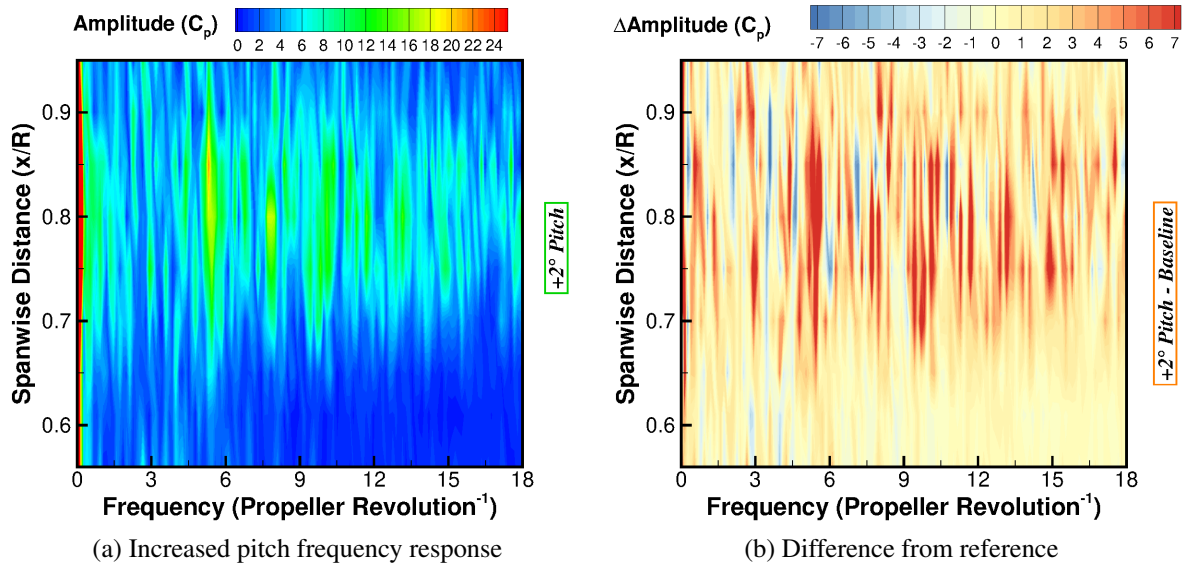 Amplitude (Cp)
0 2 4 6 8 10 12 14 16 18 20 22 24
Spanwise Distance (x/R)
0.9
0.8
0.7
0.6
0 3 6 9 12 15 18
Frequency (Propeller Revolution-1)
+2° Pitch
(a) Increased pitch frequency response
ΔAmplitude (Cp)
-7 -6 -5 -4 -3 -2 -1 0 1 2 3 4 5 6 7
Spanwise Distance (x/R)
0.9
0.8
0.7
0.6
0 3 6 9 12 15 18
Frequency (Propeller Revolution-1)
+2° Pitch - Baseline
(b) Difference from reference